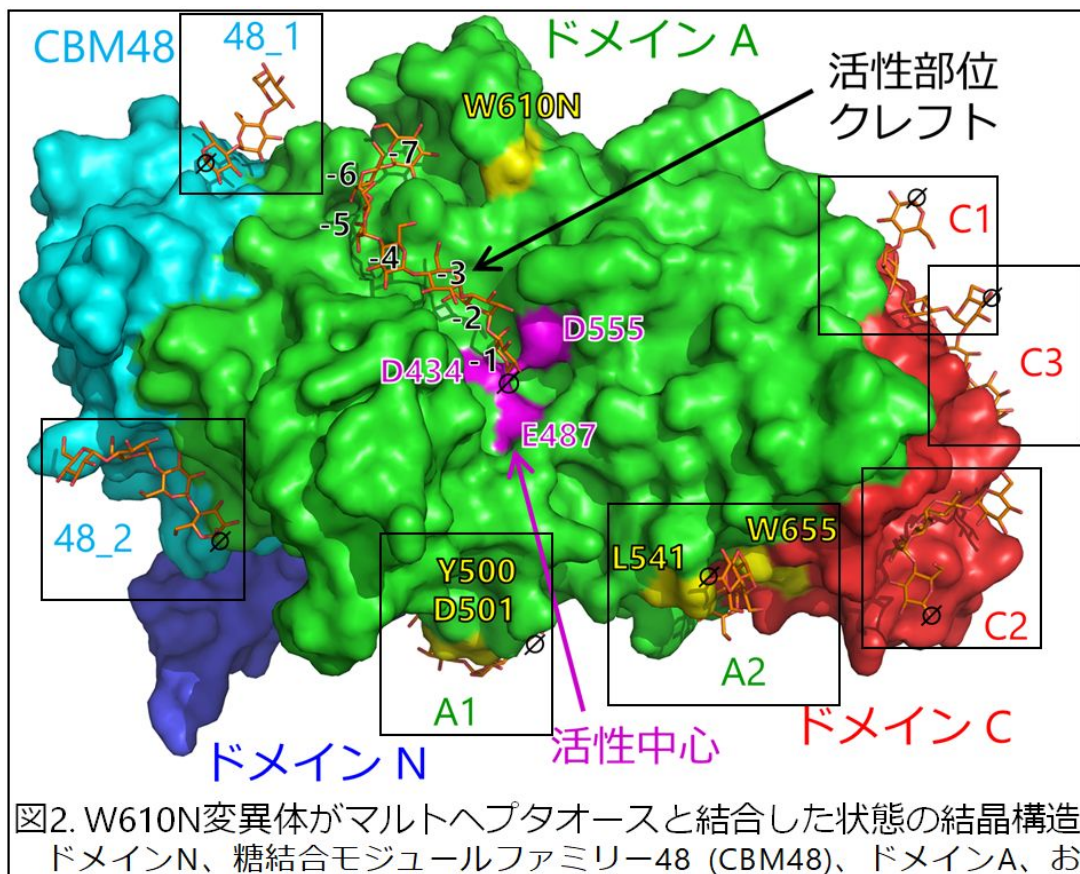 CBM48
48_1
ドメイン A
W610N
活性部位
クレフト
-7
-6
-5
-4
-3
-2
-1
C1
C3
D555
D434
Ø
E487
48_2
Y500
D501
L541
W655
A1
A2
C2
活性中心
ドメイン N
ドメイン C
図2. W610N変異体がマルトヘプタオースと結合した状態の結晶構造
ドメインN、糖結合モジュールファミリー48 (CBM48)、ドメインA、お